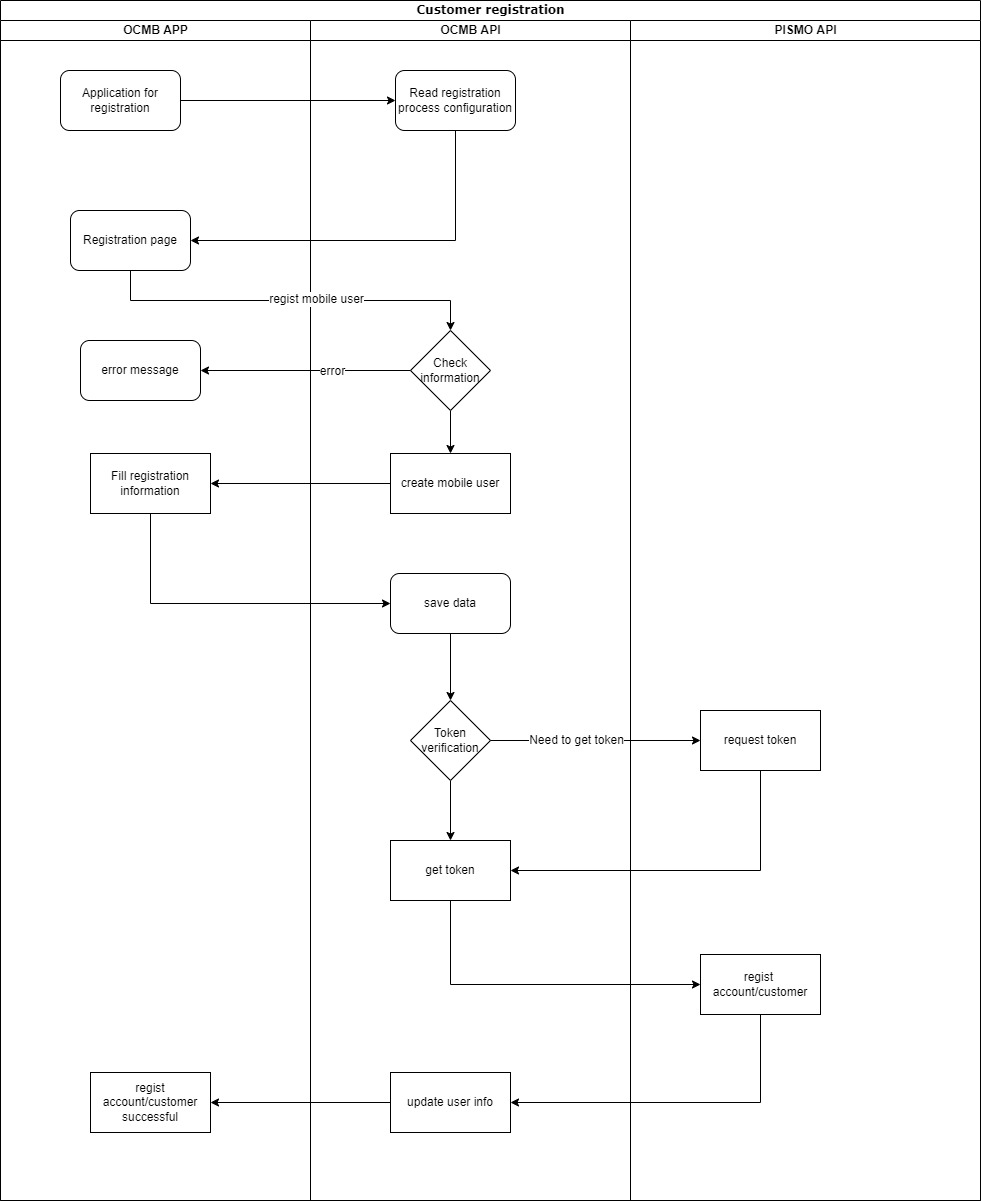 Customer registration
OCMB APP
OCMB API
PISMO API
Application for
registration
Read registration
process configuration
Registration page
regist mobile user
Check
information
error
error message
create mobile user
Fill registration
information
save data
Token
verification
Need to get token
request token
get token
regist
account/customer
update user info
regist
account/customer
successful